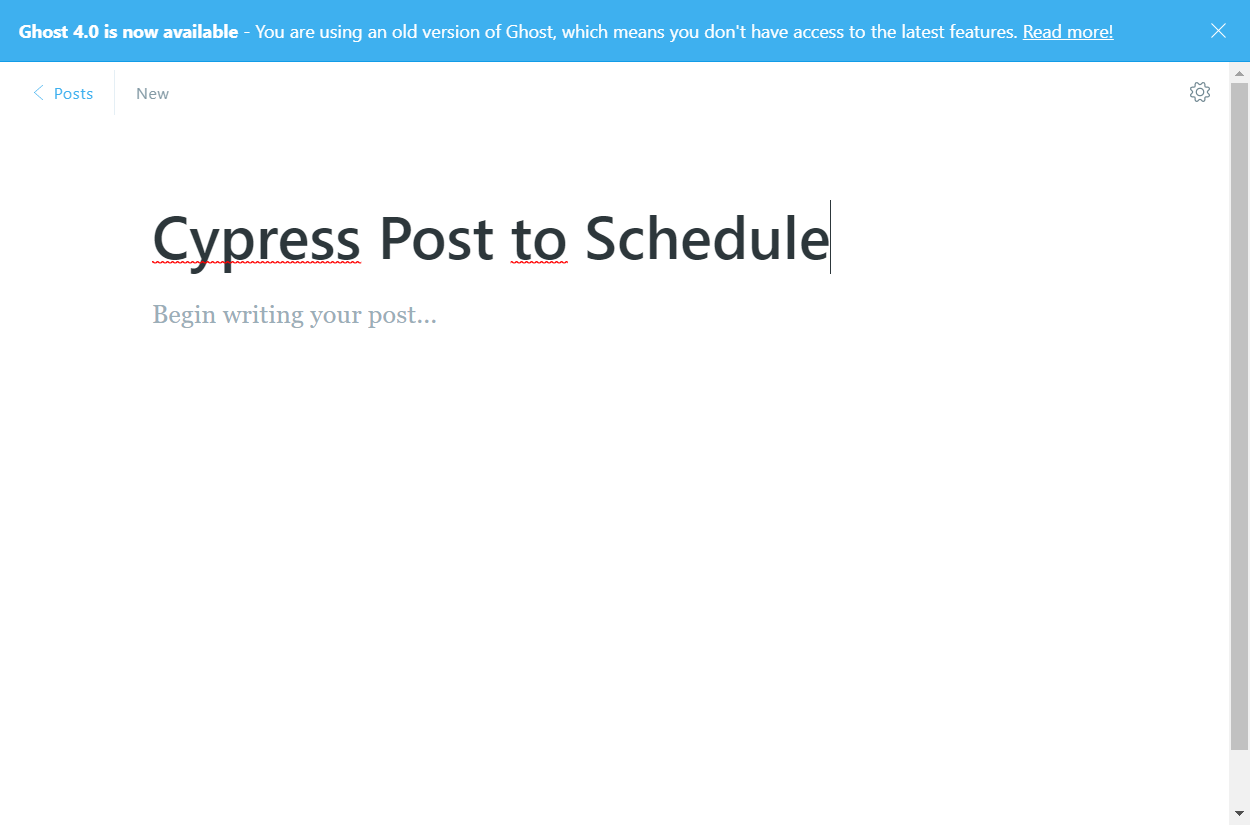 Ghost 4.0 is now available - You are using an old version of Ghost, which means you don't have access to the latest features. Read more!
Posts New
Cypress Post to Schedule
Begin writing your post...